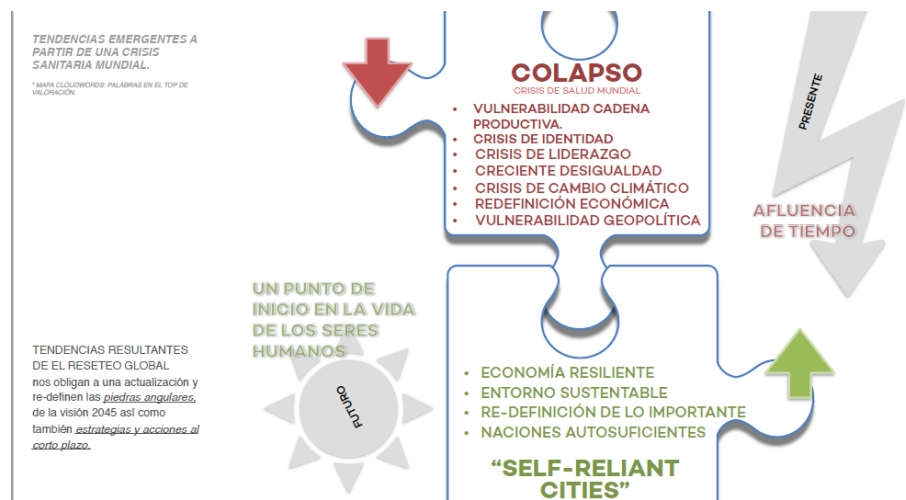 TENDENCIAS EMERGENTES A
PARTIR DE UNA CRISIS
SANITARIA MUNDIAL.
* MAPA CLOUDWORDS: PALABRAS EN EL TOP DE
VALORACIÓN.
COLAPSO
CRISIS DE SALUD MUNDIAL
• VULNERABILIDAD CADENA
PRODUCTIVA.
• CRISIS DE IDENTIDAD
• CRISIS DE LIDERAZGO
• CRECIENTE DESIGUALDAD
• CRISIS DE CAMBIO CLIMÁTICO
• REDEFINICIÓN ECONÓMICA
• VULNERABILIDAD GEOPOLÍTICA
PRESENTE
AFLUENCIA
DE TIEMPO
UN PUNTO DE
INICIO EN LA VIDA
DE LOS SERES
HUMANOS
FUTURO
TENDENCIAS RESULTANTES
DE EL RESETEO GLOBAL
nos obligan a una actualización y
re-definen las piedras angulares,
de la visión 2045 así como
también estrategias y acciones al
corto plazo.
• ECONOMÍA RESILIENTE
• ENTORNO SUSTENTABLE
• RE-DEFINICIÓN DE LO IMPORTANTE
• NACIONES AUTOSUFICIENTES
“SELF-RELIANT
CITIES”